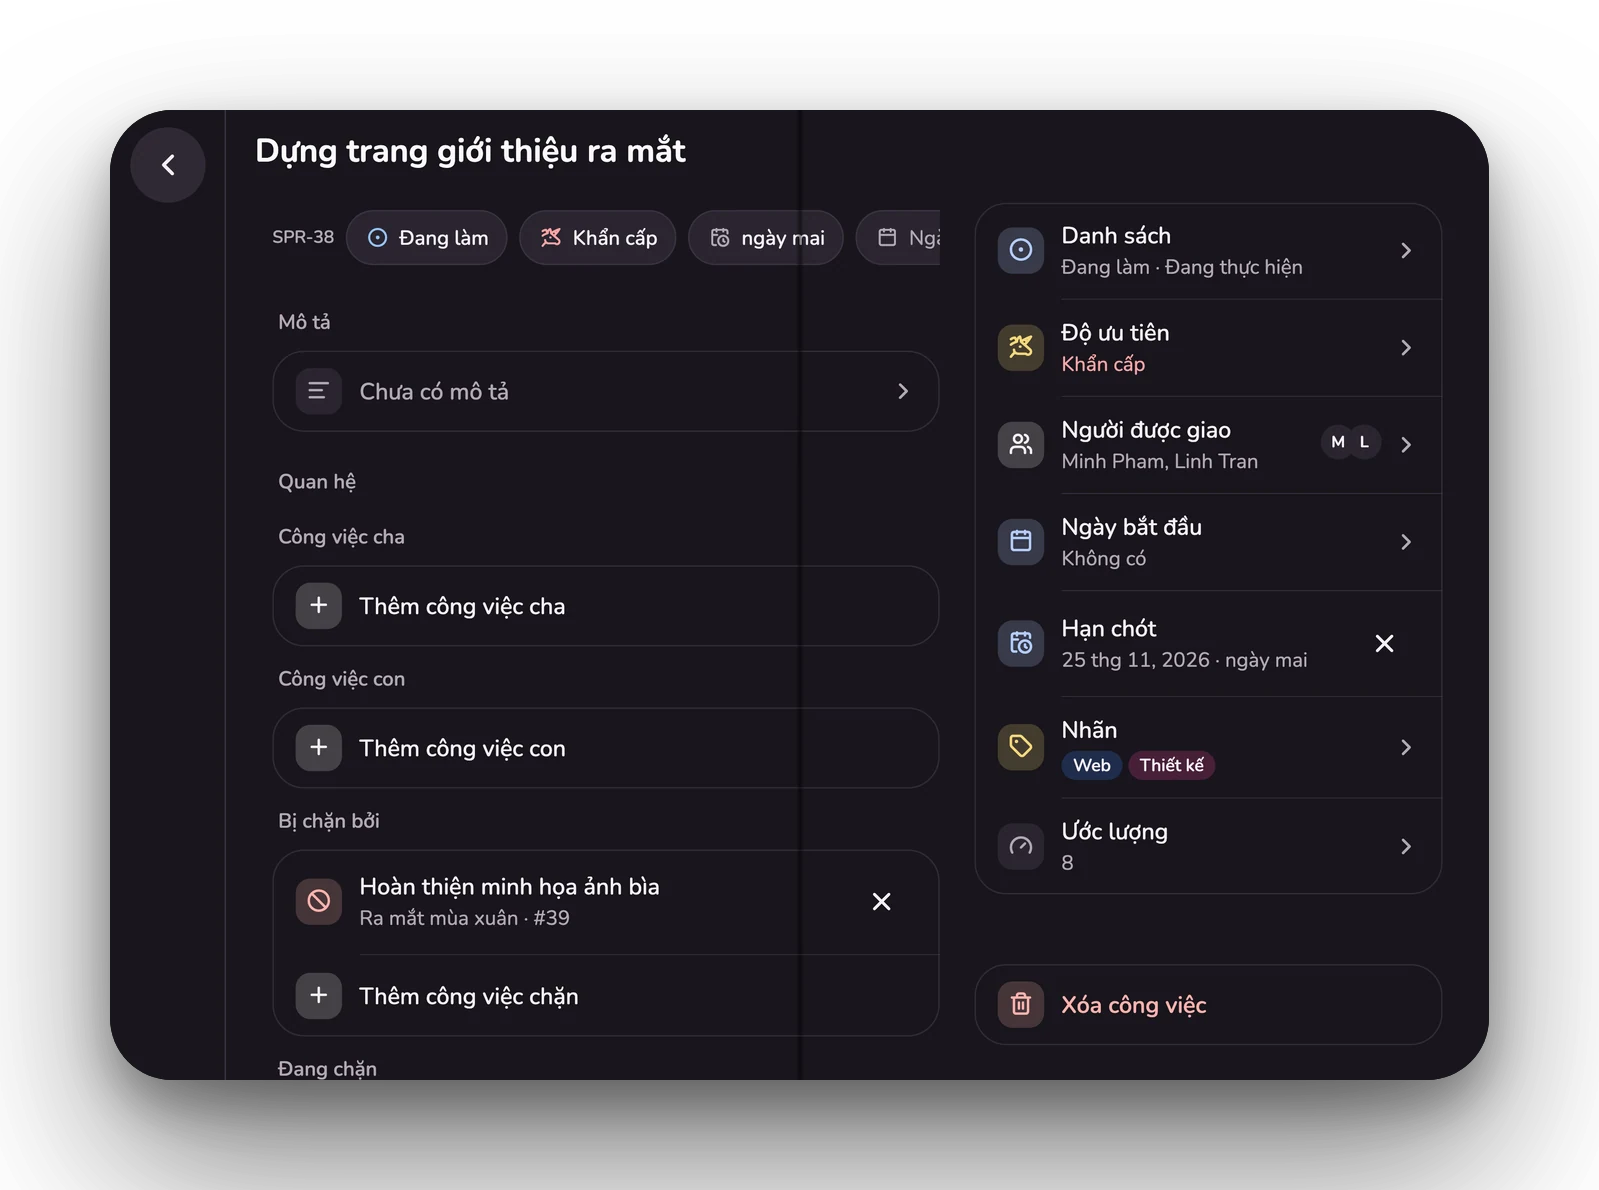 Dựng trang giới thiệu ra mắt
SPR-38
Đang làm
Khẩn cấp
ngày mai
Mô tả
Chưa có mô tả
Quan hệ
Công việc cha
Thêm công việc cha
Công việc con
Thêm công việc con
Bị chặn bởi
Hoàn thiện minh họa ảnh bìa
Ra mắt mùa xuân · #39
Thêm công việc chặn
Đang chặn
Danh sách
Đang làm · Đang thực hiện
Độ ưu tiên
Khẩn cấp
Người được giao
Minh Pham, Linh Tran
M L
Ngày bắt đầu
Không có
Hạn chót
25 thg 11, 2026 · ngày mai
Nhãn
Web Thiết kế
Ước lượng
8
Xóa công việc